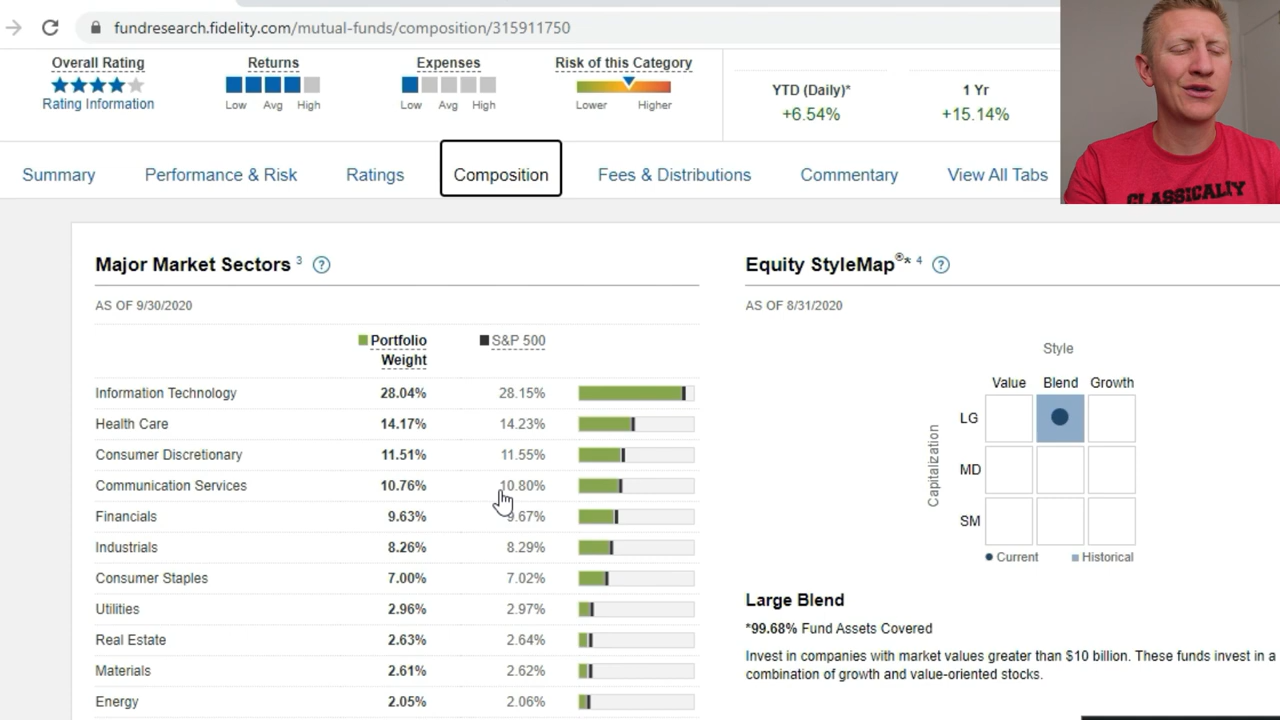 fundresearch.fidelity.com/mutual-funds/composition/315911750
Overall Rating
Rating Information
Returns
Low Avg High
Expenses
Low Avg High
Risk of this Category
Lower Higher
YTD (Daily)*
+6.54%
1 Yr
+15.14%
CLASSICALLY
Summary Performance & Risk Ratings Composition Fees & Distributions Commentary View All Tabs
Major Market Sectors 3 ?
AS OF 9/30/2020
Portfolio Weight S&P 500
Information Technology 28.04% 28.15%
Health Care 14.17% 14.23%
Consumer Discretionary 11.51% 11.55%
Communication Services 10.76% 10.80%
Financials 9.63% 9.67%
Industrials 8.26% 8.29%
Consumer Staples 7.00% 7.02%
Utilities 2.96% 2.97%
Real Estate 2.63% 2.64%
Materials 2.61% 2.62%
Energy 2.05% 2.06%
Equity StyleMap®* 4 ?
AS OF 8/31/2020
Style
Value Blend Growth
Capitalization
LG
MD
SM
Current Historical
Large Blend
*99.68% Fund Assets Covered
Invest in companies with market values greater than $10 billion. These funds invest in a
combination of growth and value-oriented stocks.